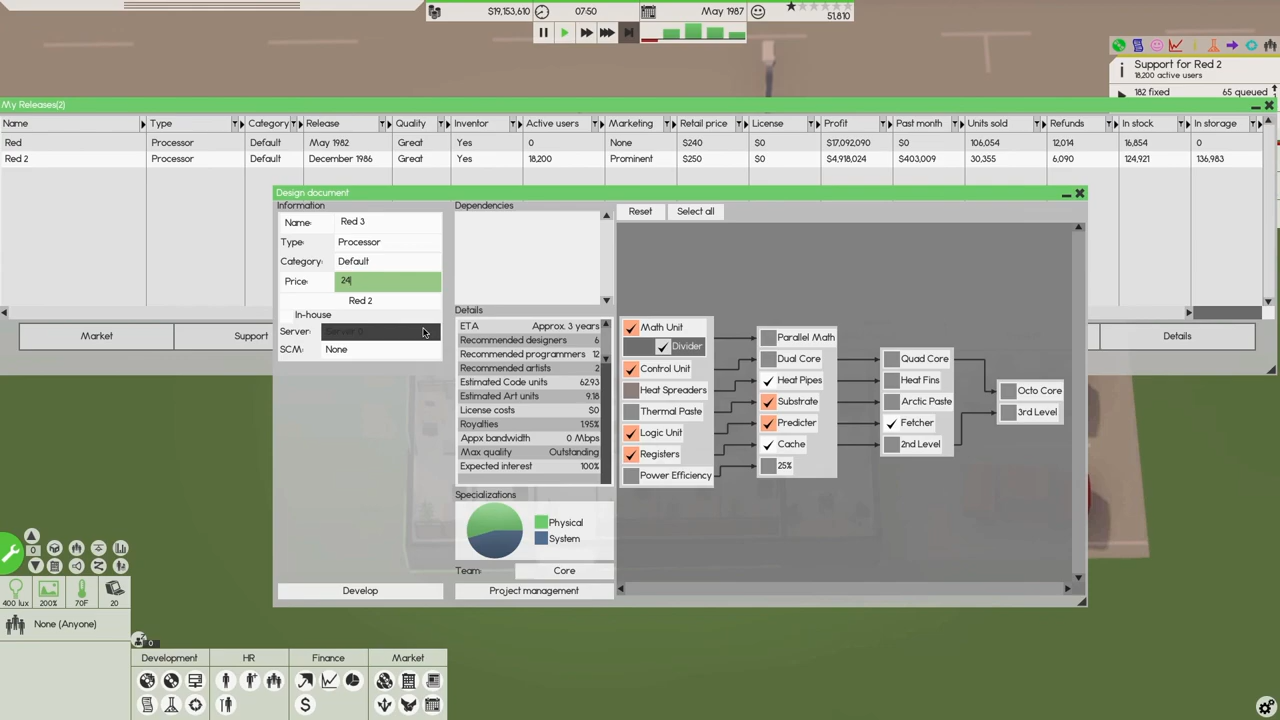 $19,153,610 07:50 May 1987 51,810
Support for Red 2
18,200 active users
182 fixed 65 queued
My Releases(2)
Name Type Category Release Quality Inventor Active users Marketing Retail price License Profit Past month Units sold Refunds In stock In storage
Red Processor Default May 1982 Great Yes 0 None $240 $0 $17,092,090 $0 106,054 12,014 16,854 0
Red 2 Processor Default December 1986 Great Yes 18,200 Prominent $250 $0 $4,918,024 $403,009 30,355 6,090 124,921 136,983
Market Support Details
Design document
Information
Name: Red 3
Type: Processor
Category: Default
Price: 24
Red 2
In-house
Server: Server 0
SCM: None
Develop
Dependencies
Details
ETA Approx. 3 years
Recommended designers 6
Recommended programmers 12
Recommended artists 2
Estimated Code units 62.93
Estimated Art units 9.18
License costs $0
Royalties 1.95%
Appx bandwidth 0 Mbps
Max quality Outstanding
Expected interest 100%
Specializations
Physical
System
Team: Core
Project management
Reset Select all
Math Unit
Divider
Control Unit
Heat Spreaders
Thermal Paste
Logic Unit
Registers
Power Efficiency
Parallel Math
Dual Core
Heat Pipes
Substrate
Predicter
Cache
25%
Quad Core
Heat Fins
Arctic Paste
Fetcher
2nd Level
Octo Core
3rd Level
0
400 lux 200% 70F 20
None (Anyone)
0
Development HR Finance Market